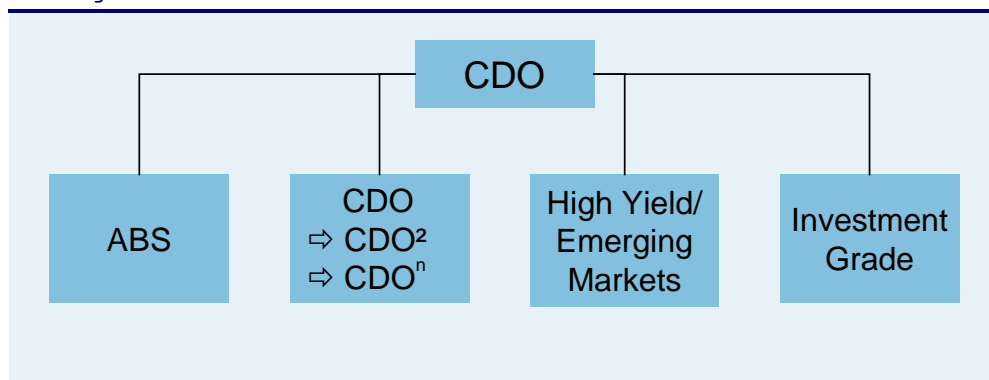 CDO
ABS
CDO
⇨ CDO²
⇨ CDOⁿ
High Yield/
Emerging
Markets
Investment
Grade